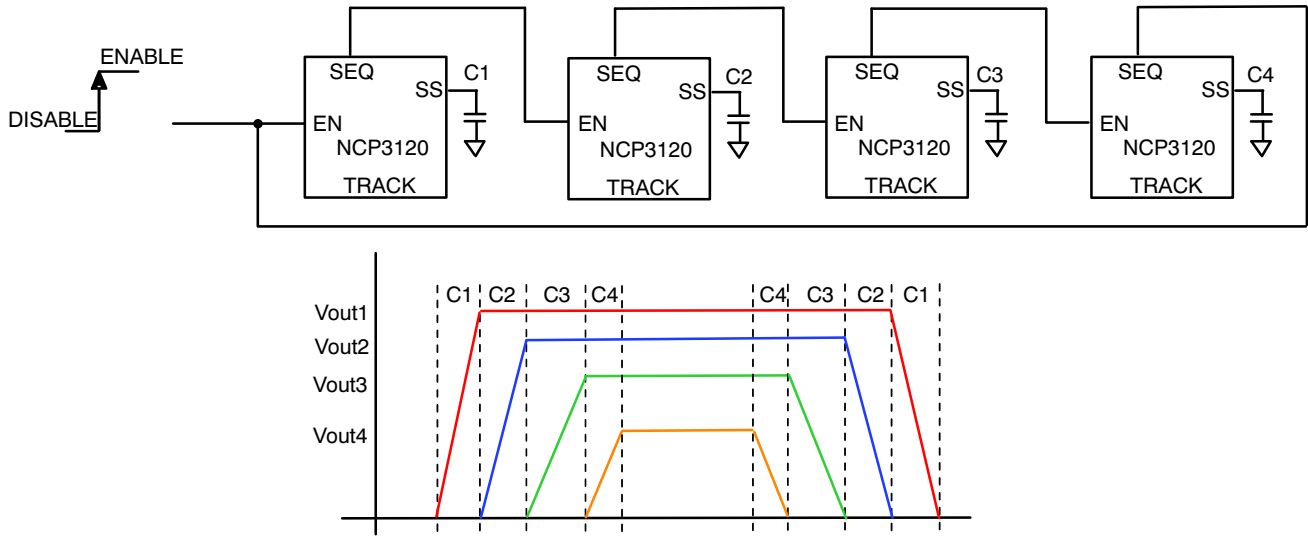 ENABLE
DISABLE
SEQ
C1
SS
EN
NCP3120
TRACK
SEQ
C2
SS
EN
NCP3120
TRACK
SEQ
C3
SS
EN
NCP3120
TRACK
SEQ
C4
SS
EN
NCP3120
TRACK
C1 C2 C3 C4 C4 C3 C2 C1
Vout1
Vout2
Vout3
Vout4